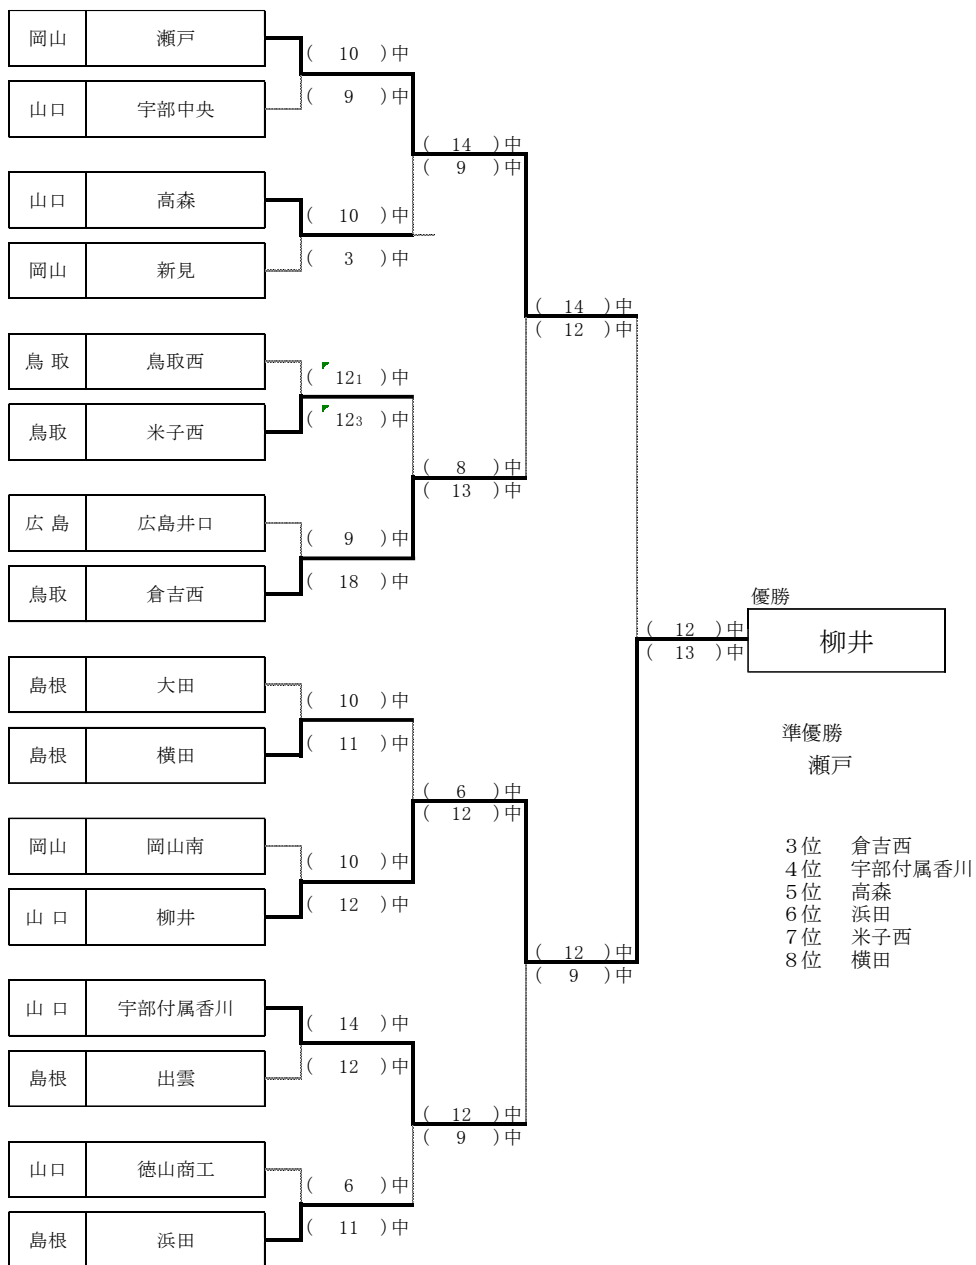 岡山 瀬戸
( 10 )中
( 9 )中
山口 宇部中央
( 14 )中
( 9 )中
山口 高森
( 10 )中
( 3 )中
岡山 新見
( 14 )中
( 12 )中
鳥 取 鳥取西
( 12 1 )中
( 12 3 )中
鳥取 米子西
( 8 )中
( 13 )中
広 島 広島井口
( 9 )中
( 18 )中
鳥取 倉吉西
優勝
( 12 )中
( 13 )中
柳井
島根 大田
( 10 )中
( 11 )中
島根 横田
準優勝
瀬戸
( 6 )中
( 12 )中
岡山 岡山南
( 10 )中
( 12 )中
山 口 柳井
3位 倉吉西
4位 宇部付属香川
5位 高森
6位 浜田
7位 米子西
8位 横田
( 12 )中
( 9 )中
山 口 宇部付属香川
( 14 )中
( 12 )中
島根 出雲
( 12 )中
( 9 )中
山口 徳山商工
( 6 )中
( 11 )中
島根 浜田